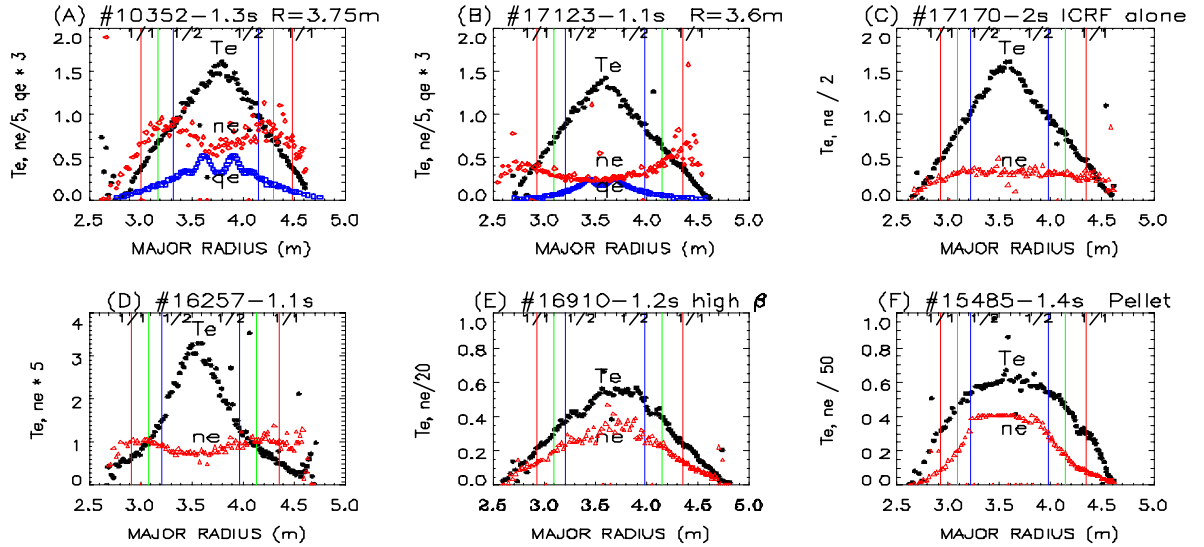 (A) #10352-1.3s R=3.75m
1/1 1/2 1/2 1/1
Te
ne
qe
Te, ne/5, qe * 3
2.0
1.5
1.0
0.5
0.0
2.5 3.0 3.5 4.0 4.5 5.0
MAJOR RADIUS (m)
(B) #17123-1.1s R=3.6m
1/1 1/2 1/2 1/1
Te
ne
qe
Te, ne/5, qe * 3
2.0
1.5
1.0
0.5
0.0
2.5 3.0 3.5 4.0 4.5 5.0
MAJOR RADIUS (m)
(C) #17170-2s ICRF alone
1/1 1/2 1/2 1/1
Te
ne
Te, ne / 2
2.0
1.5
1.0
0.5
0.0
2.5 3.0 3.5 4.0 4.5 5.0
MAJOR RADIUS (m)
(D) #16257-1.1s
1/1 1/2 1/2 1/1
Te
ne
Te, ne * 5
4
3
2
1
0
2.5 3.0 3.5 4.0 4.5 5.0
MAJOR RADIUS (m)
(E) #16910-1.2s high β
1/1 1/2 1/2 1/1
Te
ne
Te, ne/20
0.8
0.6
0.4
0.2
0.0
2.5 3.0 3.5 4.0 4.5 5.0
MAJOR RADIUS (m)
(F) #15485-1.4s Pellet
1/1 1/2 1/2 1/1
Te
ne
Te, ne / 50
0.8
0.6
0.4
0.2
0.0
2.5 3.0 3.5 4.0 4.5 5.0
MAJOR RADIUS (m)